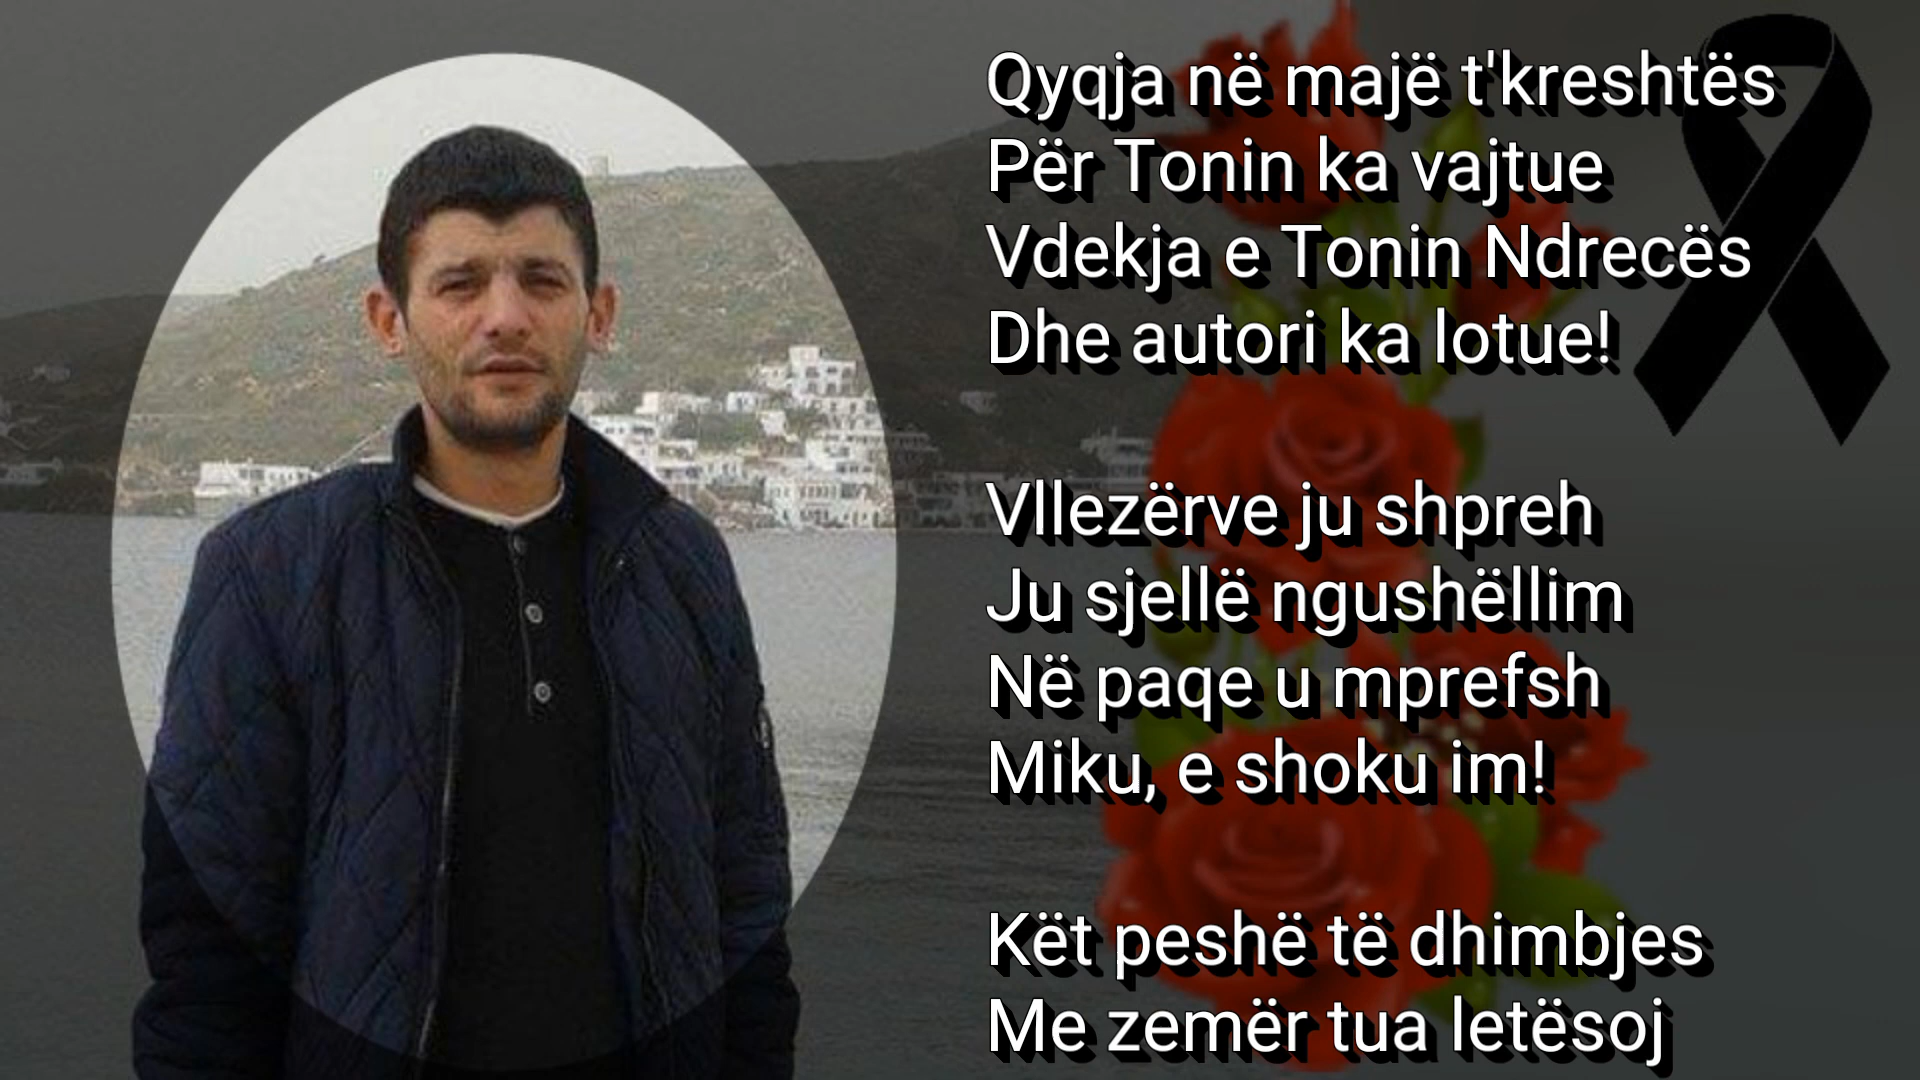 Qyqja në majë t'kreshtës
Për Tonin ka vajtue
Vdekja e Tonin Ndrecës
Dhe autori ka lotue!
Vllezërve ju shpreh
Ju sjellë ngushëllim
Në paqe u mprefsh
Miku, e shoku im!
Kët peshë të dhimbjes
Me zemër tua letësoj